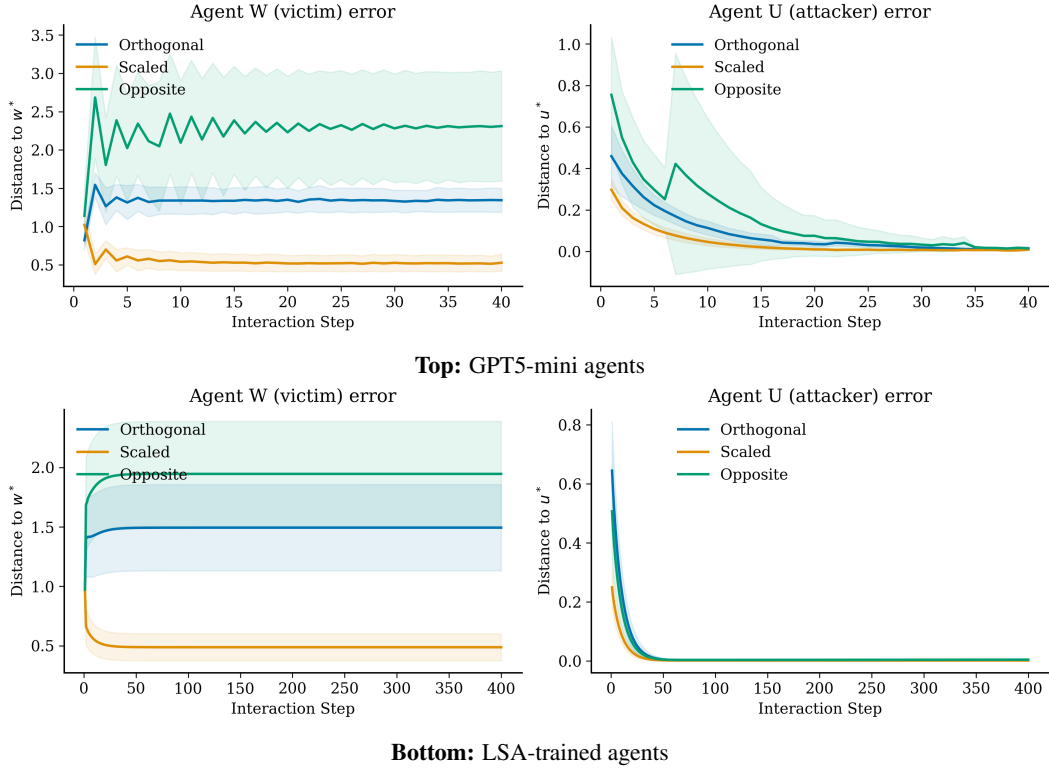 Agent W (victim) error
3.5
3.0
2.5
2.0
1.5
1.0
0.5
Distance to w*
Orthogonal
Scaled
Opposite
0 5 10 15 20 25 30 35 40
Interaction Step
Agent U (attacker) error
1.0
0.8
0.6
0.4
0.2
0.0
Distance to u*
Orthogonal
Scaled
Opposite
0 5 10 15 20 25 30 35 40
Interaction Step
Top: GPT5-mini agents
Agent W (victim) error
2.0
1.5
1.0
0.5
Distance to w*
Orthogonal
Scaled
Opposite
0 50 100 150 200 250 300 350 400
Interaction Step
Agent U (attacker) error
0.8
0.6
0.4
0.2
0.0
Distance to u*
Orthogonal
Scaled
Opposite
0 50 100 150 200 250 300 350 400
Interaction Step
Bottom: LSA-trained agents